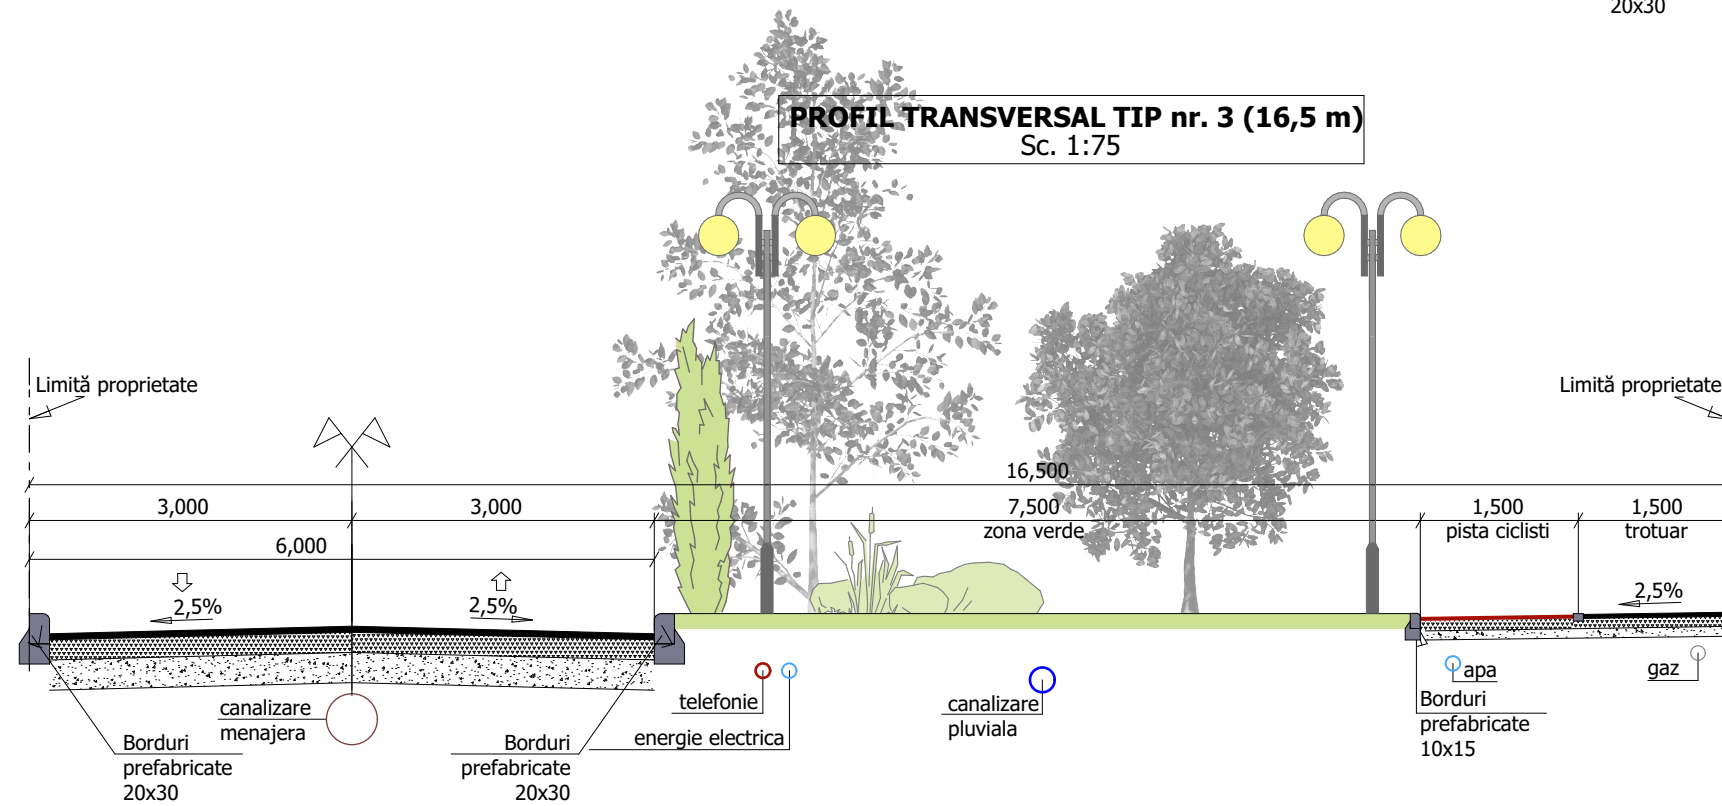 20x30
PROFIL TRANSVERSAL TIP nr. 3 (16,5 m)
Sc. 1:75
Limită proprietate
Limită proprietate
16,500
3,000
3,000
7,500
1,500
1,500
zona verde
pista ciclisti
trotuar
6,000
2,5%
2,5%
2,5%
telefonie
energie electrica
canalizare
pluviala
apa
gaz
canalizare
menajera
Borduri
prefabricate
20x30
Borduri
prefabricate
20x30
Borduri
prefabricate
10x15